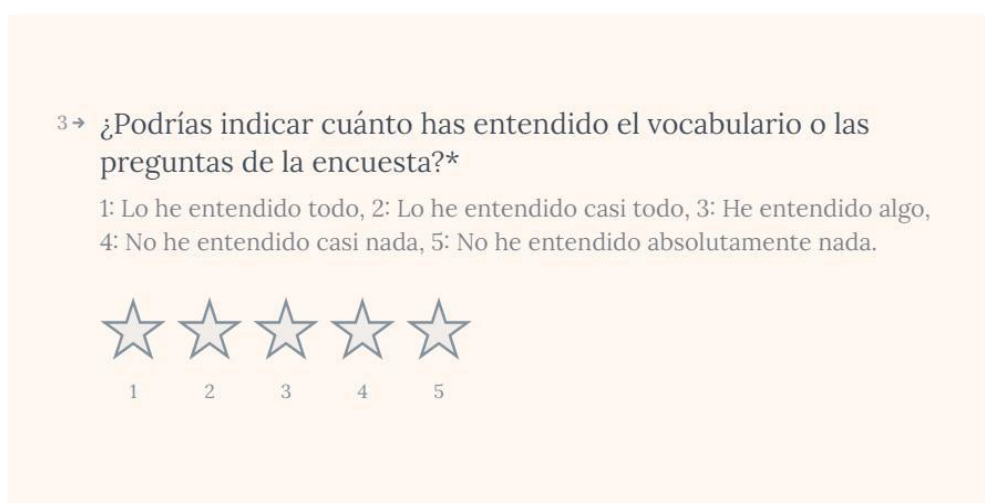 3→ ¿Podrías indicar cuánto has entendido el vocabulario o las
preguntas de la encuesta?*
1: Lo he entendido todo, 2: Lo he entendido casi todo, 3: He entendido algo,
4: No he entendido casi nada, 5: No he entendido absolutamente nada.
1 2 3 4 5